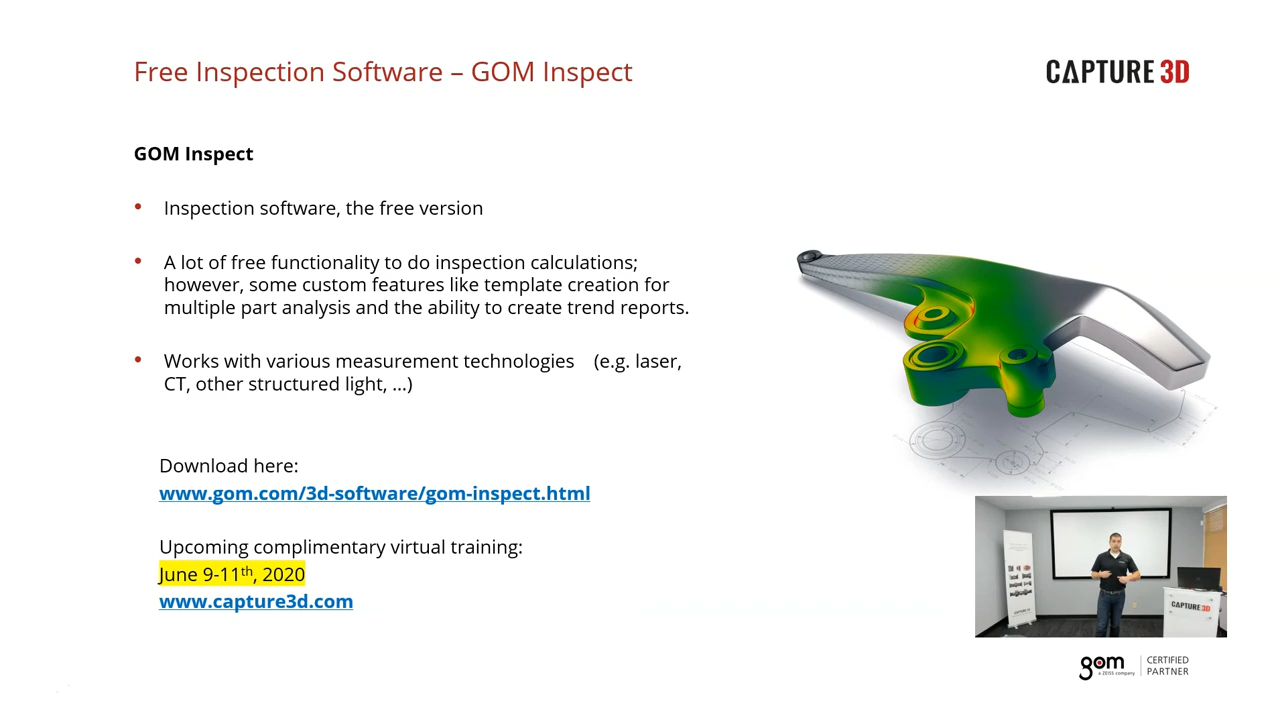 Free Inspection Software – GOM Inspect
CAPTURE 3D
GOM Inspect
• Inspection software, the free version
• A lot of free functionality to do inspection calculations;
however, some custom features like template creation for
multiple part analysis and the ability to create trend reports.
• Works with various measurement technologies (e.g. laser,
CT, other structured light, ...)
Download here:
www.gom.com/3d-software/gom-inspect.html
Upcoming complimentary virtual training:
June 9-11th, 2020
www.capture3d.com
CAPTURE 3D
gom
a ZEISS company
CERTIFIED
PARTNER